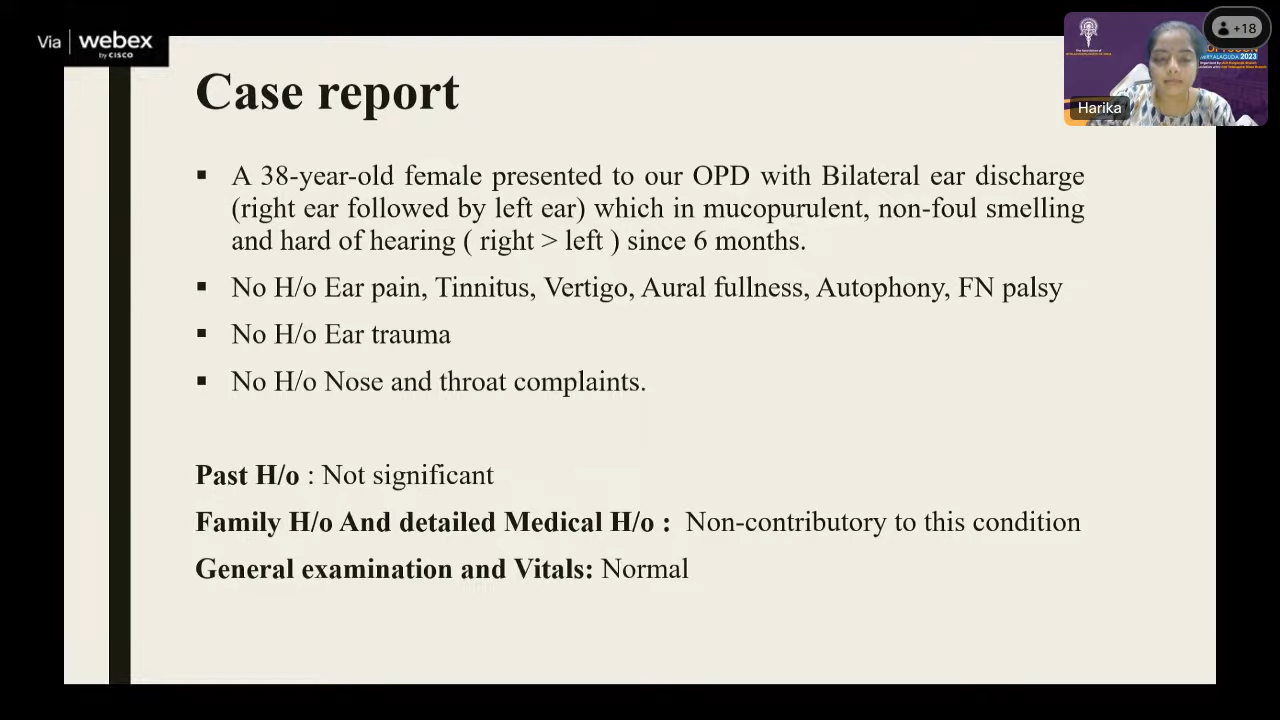 Via webex
by CISCO
+18
Harika
Case report
▪ A 38-year-old female presented to our OPD with Bilateral ear discharge
(right ear followed by left ear) which in mucopurulent, non-foul smelling
and hard of hearing ( right > left ) since 6 months.
▪ No H/o Ear pain, Tinnitus, Vertigo, Aural fullness, Autophony, FN palsy
▪ No H/o Ear trauma
▪ No H/o Nose and throat complaints.
Past H/o : Not significant
Family H/o And detailed Medical H/o : Non-contributory to this condition
General examination and Vitals: Normal